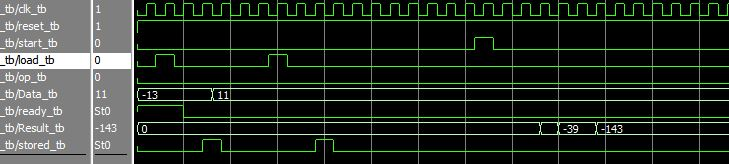 _tb/clk_tb 1
_tb/reset_tb 1
_tb/start_tb 0
_tb/load_tb 0
_tb/op_tb 0
_tb/Data_tb 11 -13 11
_tb/ready_tb St0
_tb/Result_tb -143 0 -39 -143
_tb/stored_tb St0